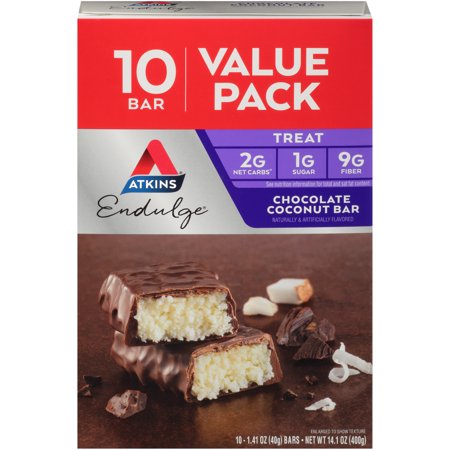 10
BAR
VALUE
PACK
TREAT
2G
NET CARBS*
1G
SUGAR
9G
FIBER
See nutrition information for total and sat fat content
ATKINS
Endulge®
CHOCOLATE
COCONUT BAR
NATURALLY & ARTIFICIALLY FLAVORED
ENLARGED TO SHOW TEXTURE
10 - 1.41 OZ (40g) BARS • NET WT 14.1 OZ (400g)